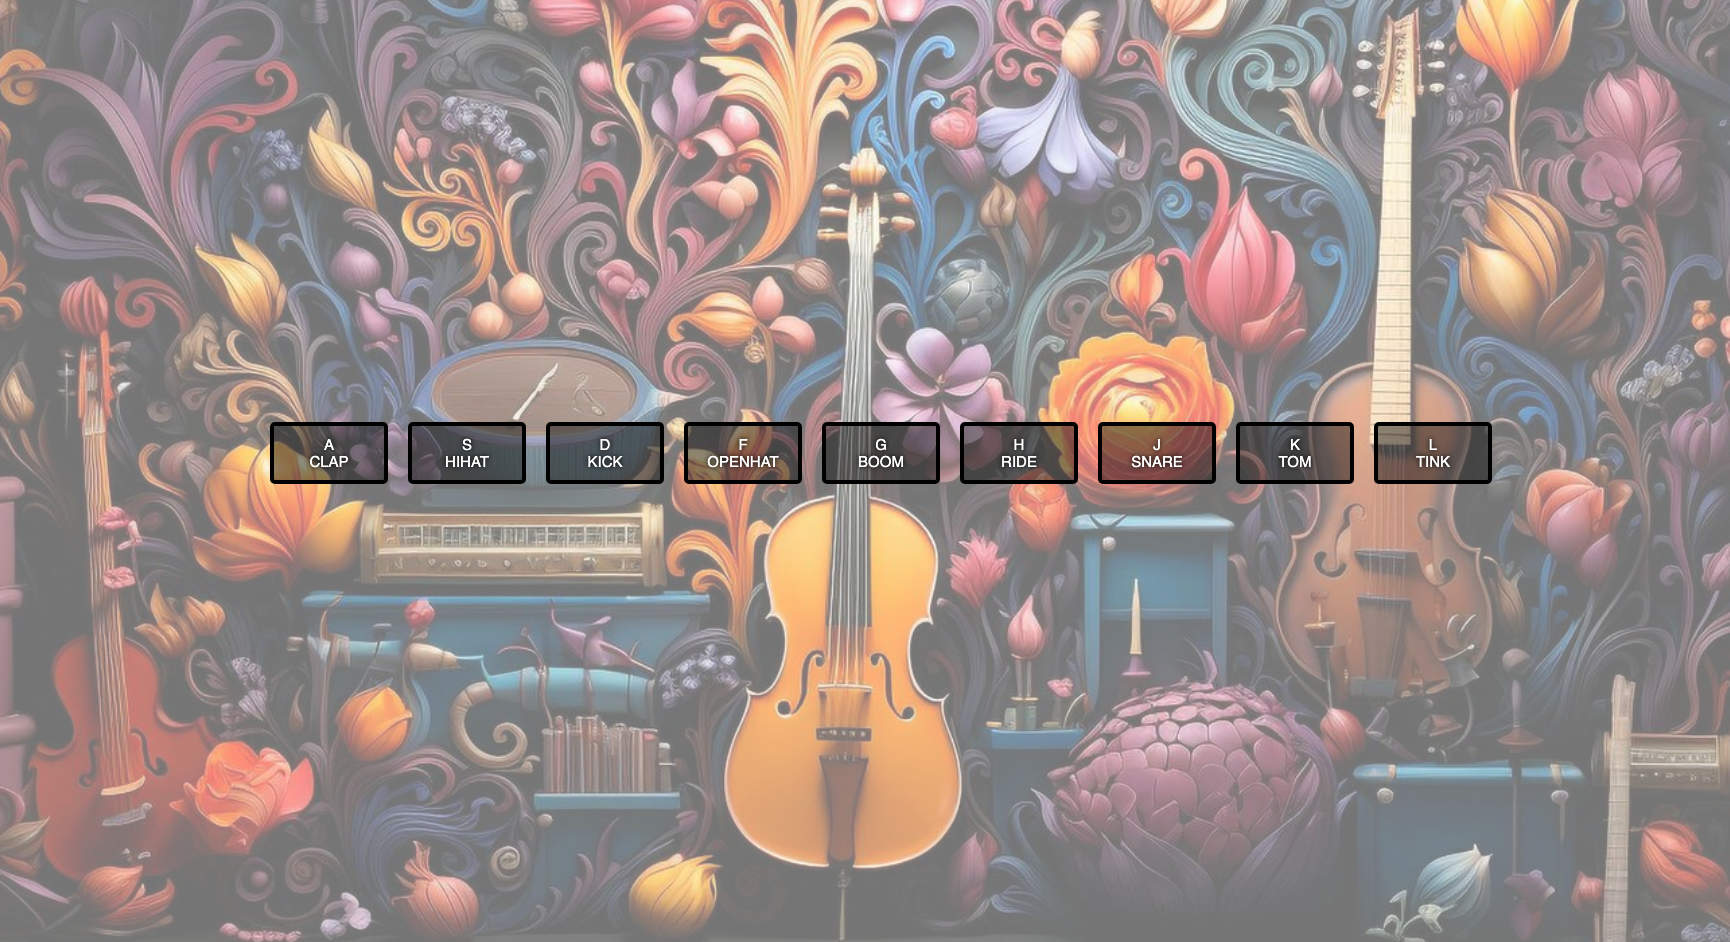 A
CLAP
S
HIHAT
D
KICK
F
OPENHAT
G
BOOM
H
RIDE
J
SNARE
K
TOM
L
TINK